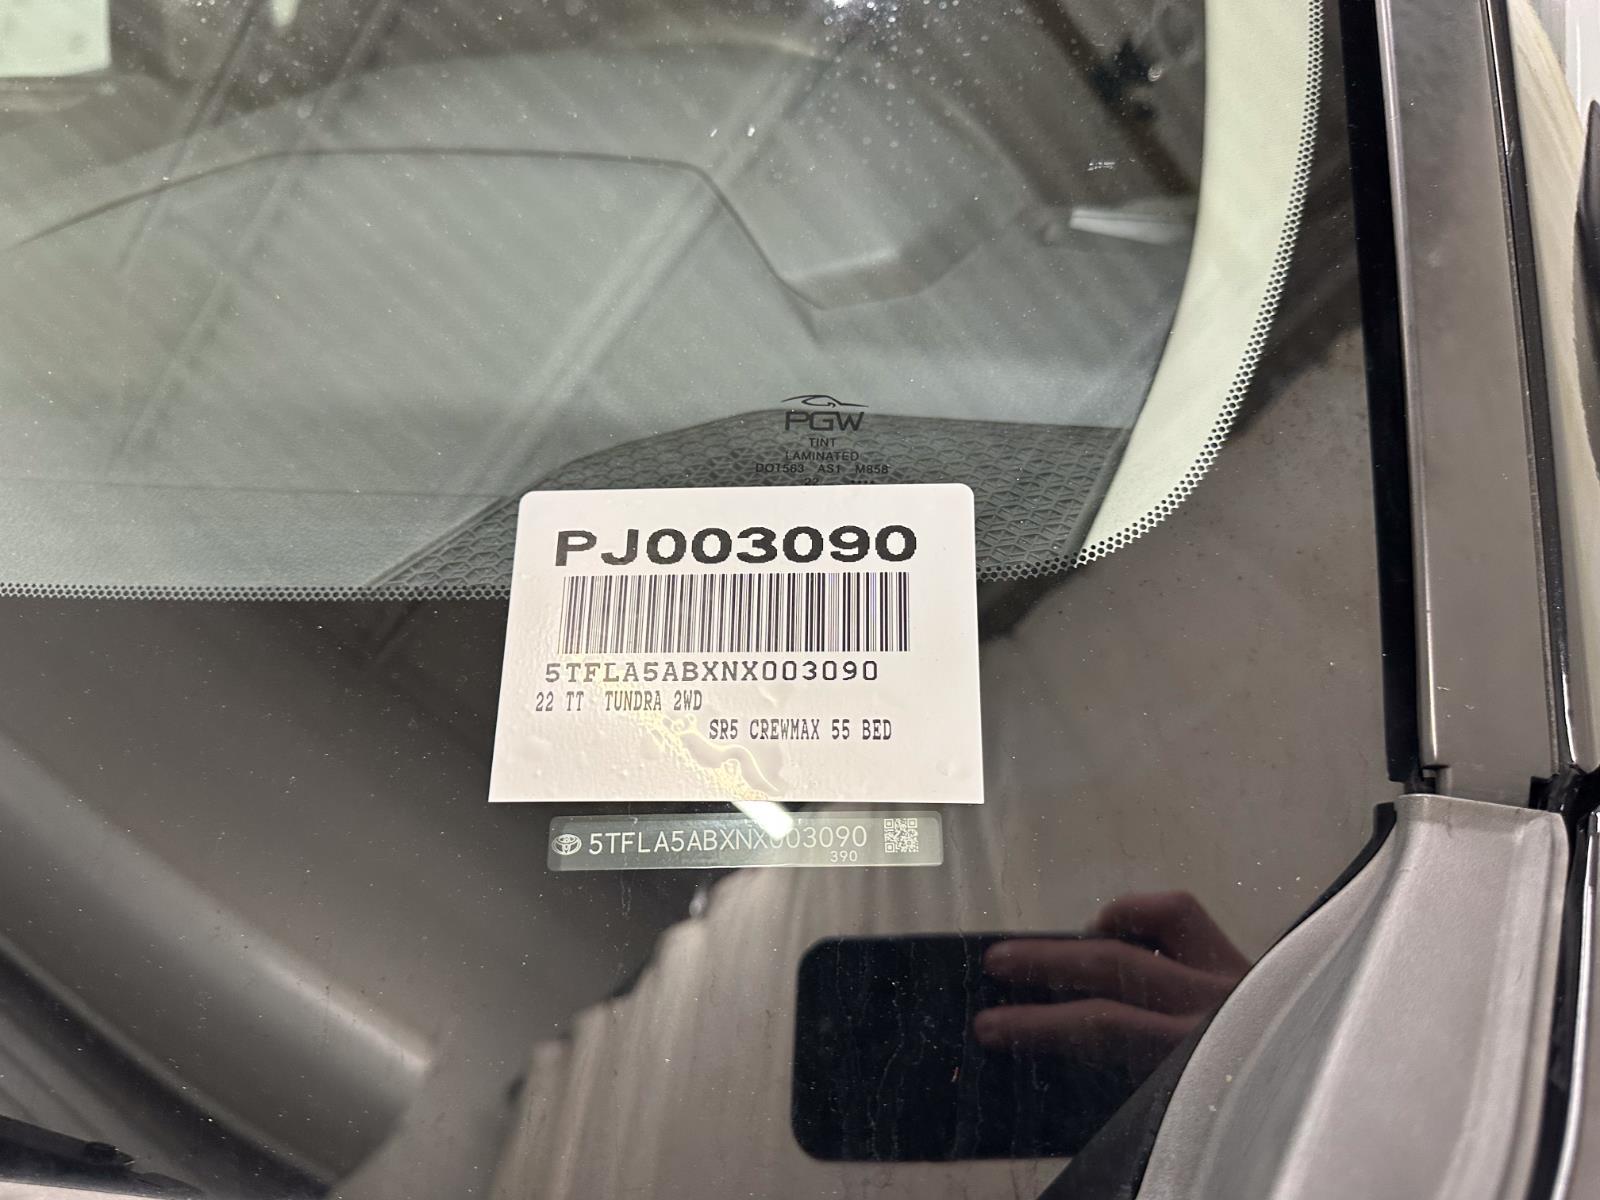 PGW
TINT
LAMINATED
DOT563 AS1 M858
PJ003090
5TFLA5ABXNX003090
22 TT TUNDRA 2WD
SR5 CREWMAX 55 BED
5TFLA5ABXNX003090
390